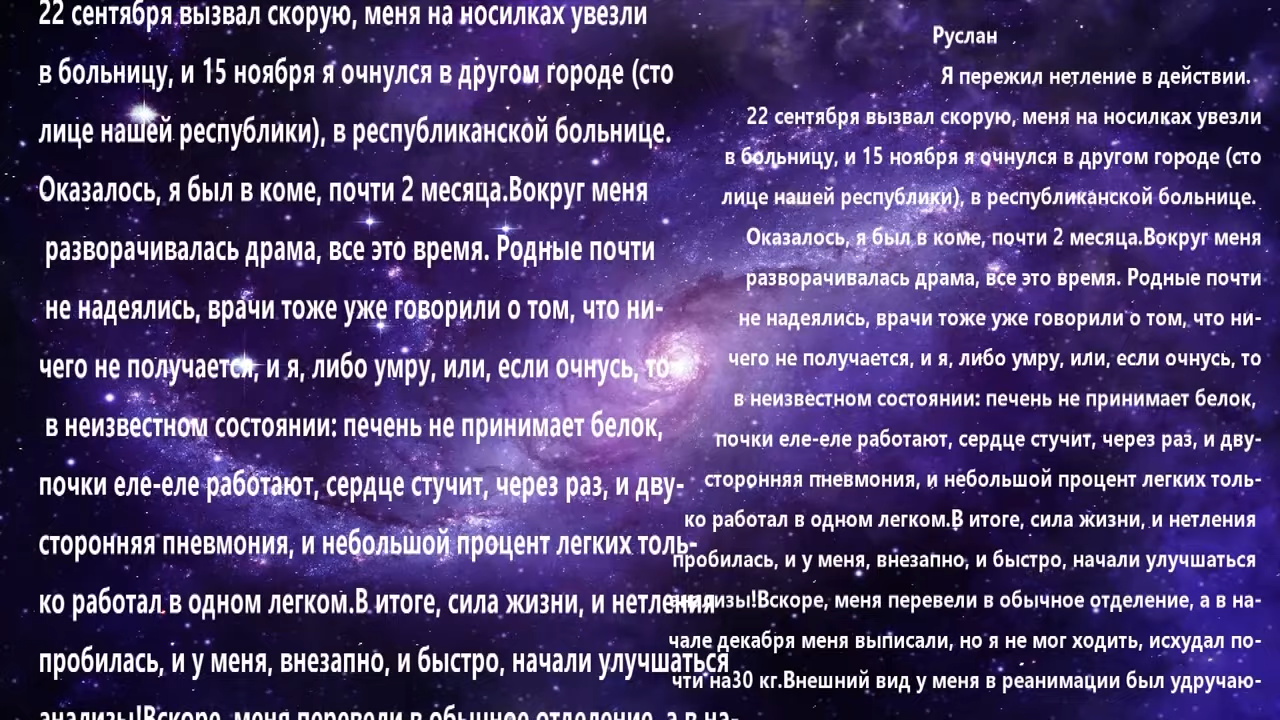 22 сентября вызвал скорую, меня на носилках увезли
в больницу, и 15 ноября я очнулся в другом городе (сто
лице нашей республики), в республиканской больнице.
Оказалось, я был в коме, почти 2 месяца.Вокруг меня
разворачивалась драма, все это время. Родные почти
не надеялись, врачи тоже уже говорили о том, что ни-
чего не получается, и я, либо умру, или, если очнусь, то
в неизвестном состоянии: печень не принимает белок,
почки еле-еле работают, сердце стучит, через раз, и дву-
сторонняя пневмония, и небольшой процент легких толь-
ко работал в одном легком.В итоге, сила жизни, и нетления
пробилась, и у меня, внезапно, и быстро, начали улучшаться
анализы!Вскоре, меня перевели в обычное отделение, а в на-
Руслан
Я пережил нетление в действии.
22 сентября вызвал скорую, меня на носилках увезли
в больницу, и 15 ноября я очнулся в другом городе (сто
лице нашей республики), в республиканской больнице.
Оказалось, я был в коме, почти 2 месяца.Вокруг меня
разворачивалась драма, все это время. Родные почти
не надеялись, врачи тоже уже говорили о том, что ни-
чего не получается, и я, либо умру, или, если очнусь, то
в неизвестном состоянии: печень не принимает белок,
почки еле-еле работают, сердце стучит, через раз, и дву-
сторонняя пневмония, и небольшой процент легких толь-
ко работал в одном легком.В итоге, сила жизни, и нетления
пробилась, и у меня, внезапно, и быстро, начали улучшаться
анализы!Вскоре, меня перевели в обычное отделение, а в на-
чале декабря меня выписали, но я не мог ходить, исхудал по-
чти на30 кг.Внешний вид у меня в реанимации был удручаю-